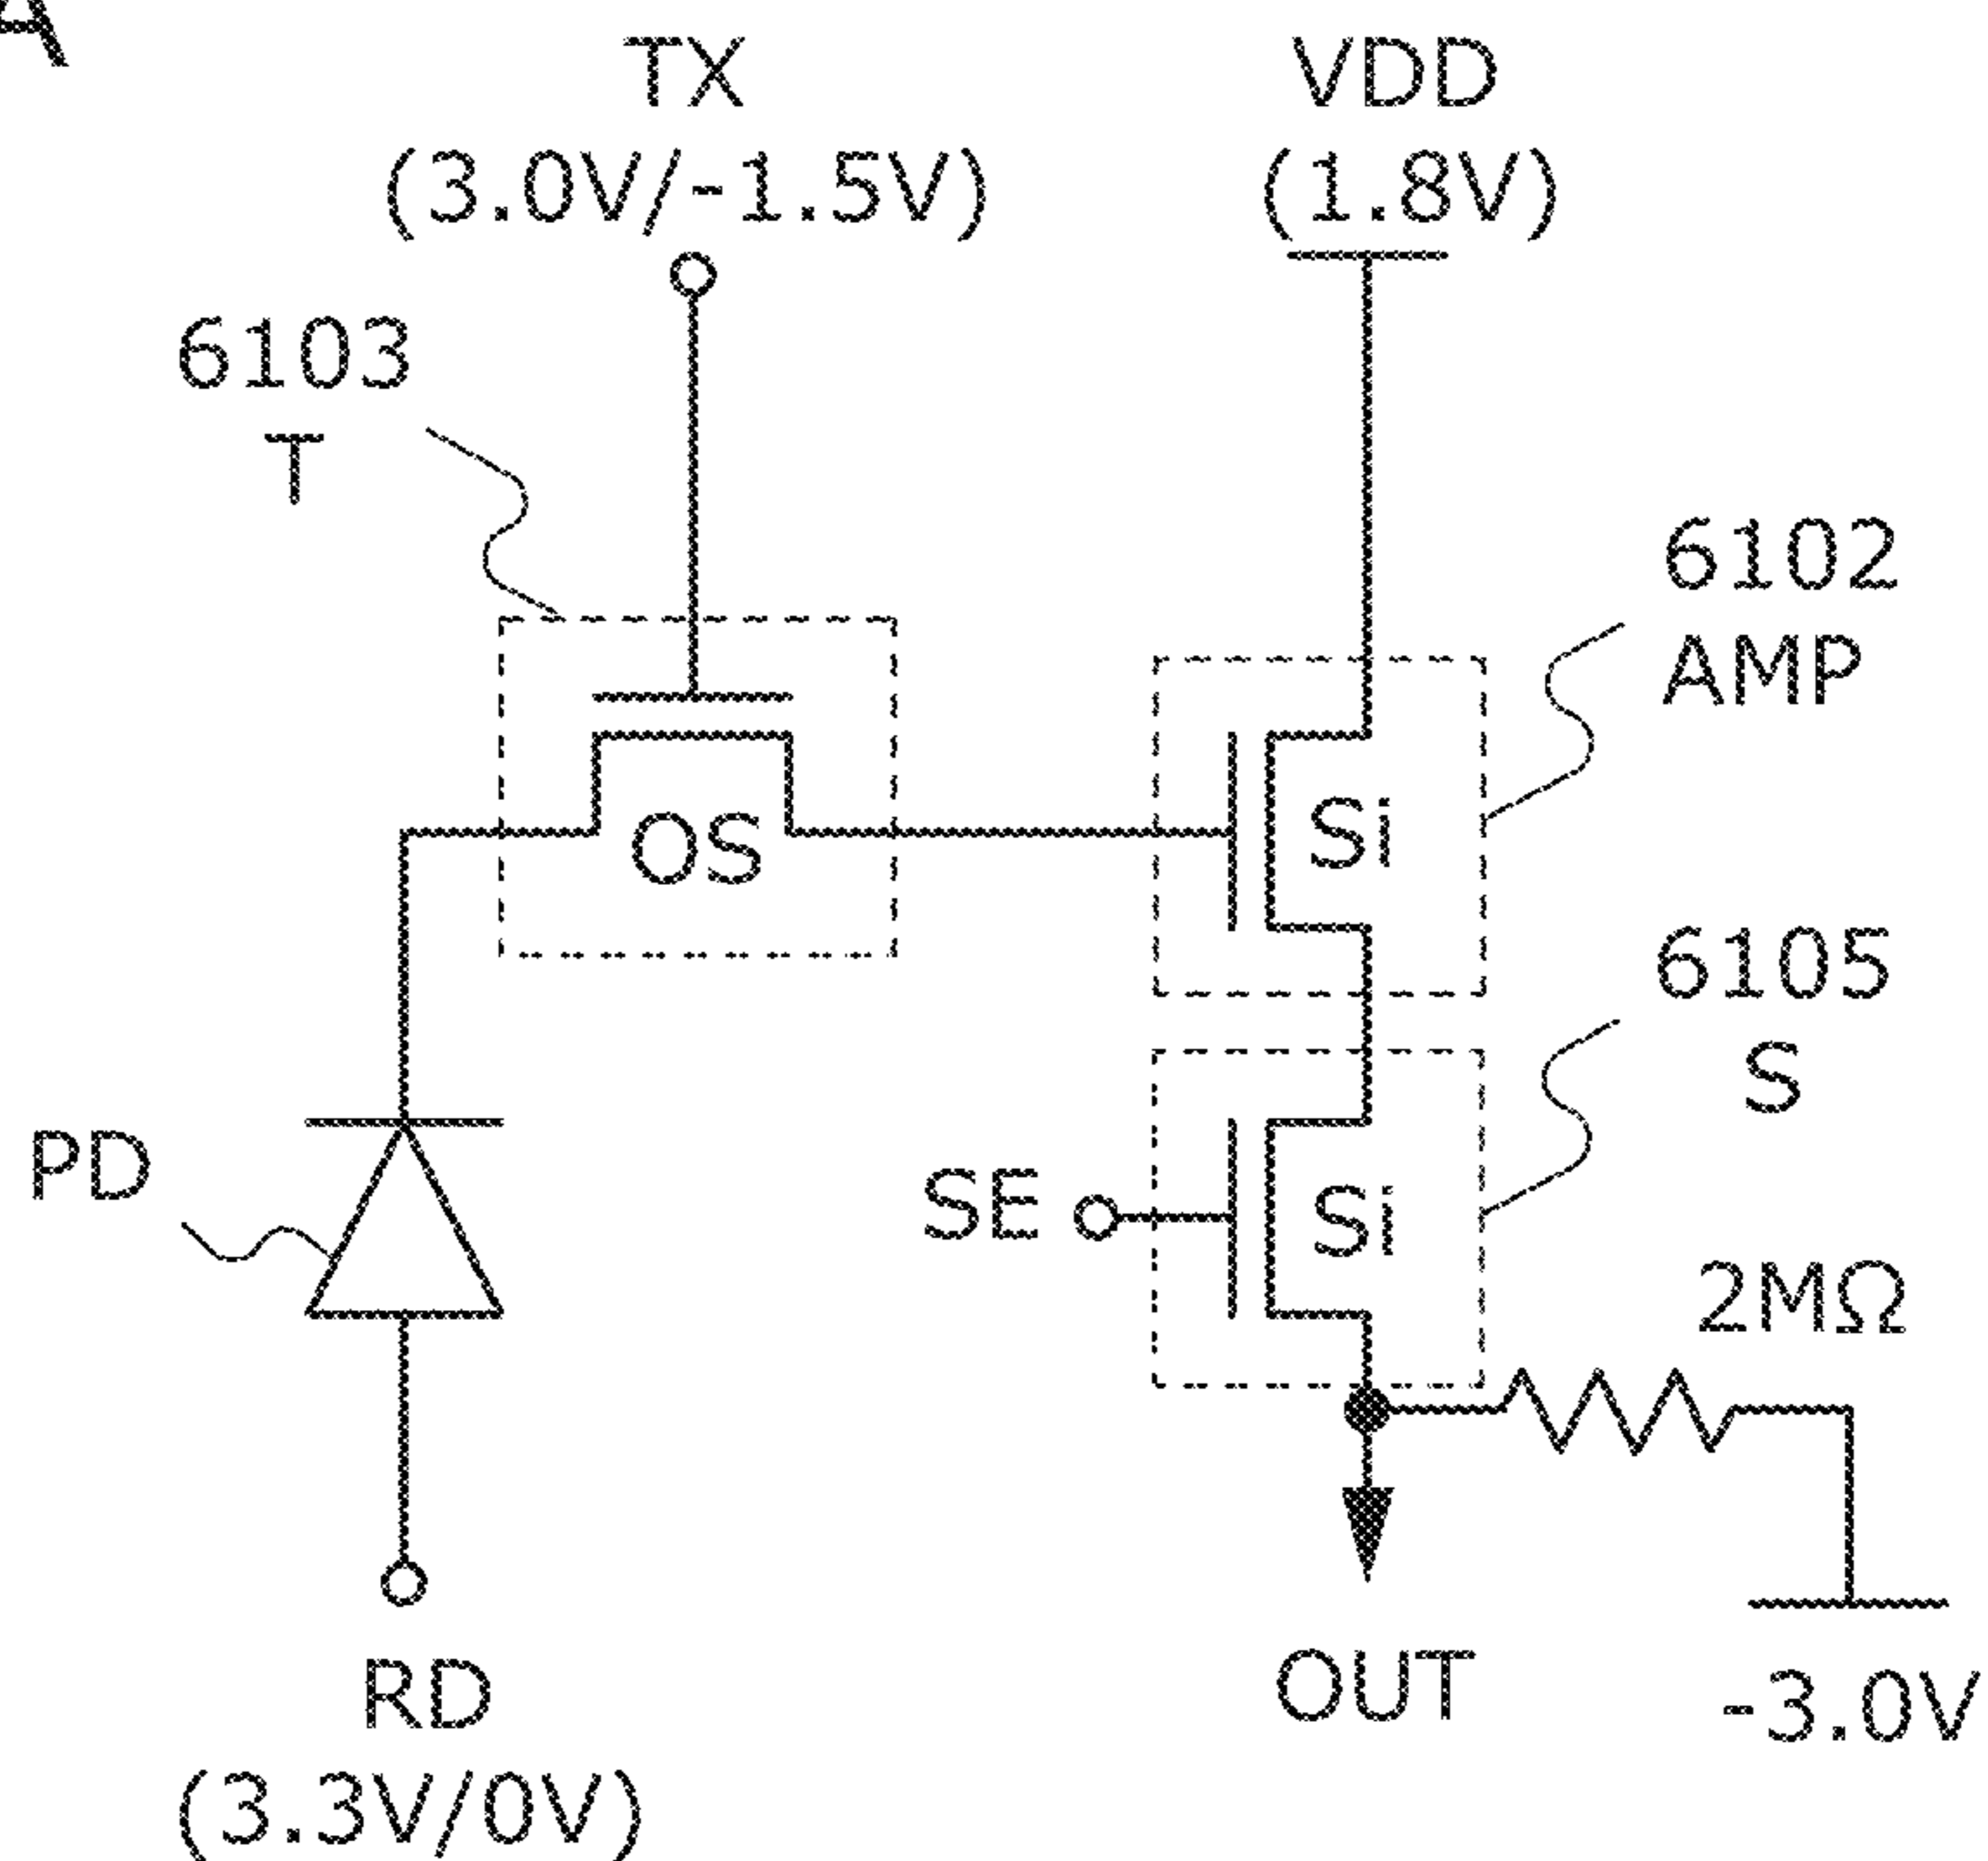 A
TX
(3.0V/-1.5V)
VDD
(1.8V)
6103
T
6102
AMP
OS
Si
6105
S
PD
SE
Si
2MΩ
RD
(3.3V/0V)
OUT
-3.0V